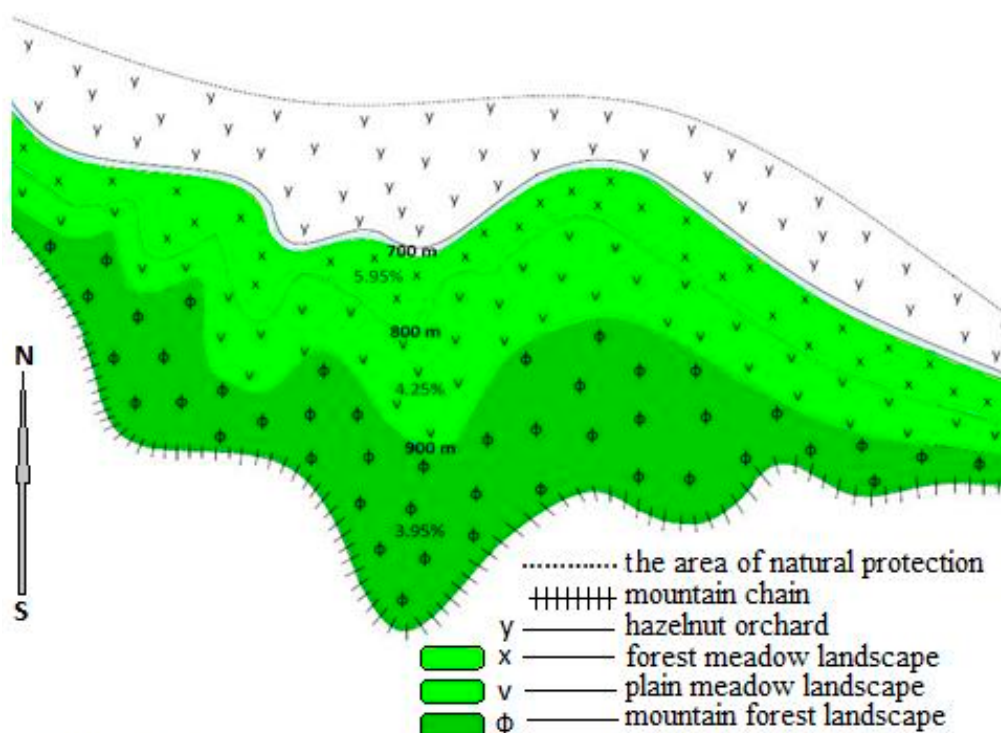 700 m
5.95%
800 m
N
4.25%
900 m
3.95%
S
the area of natural protection
mountain chain
y hazelnut orchard
x forest meadow landscape
v plain meadow landscape
ф mountain forest landscape